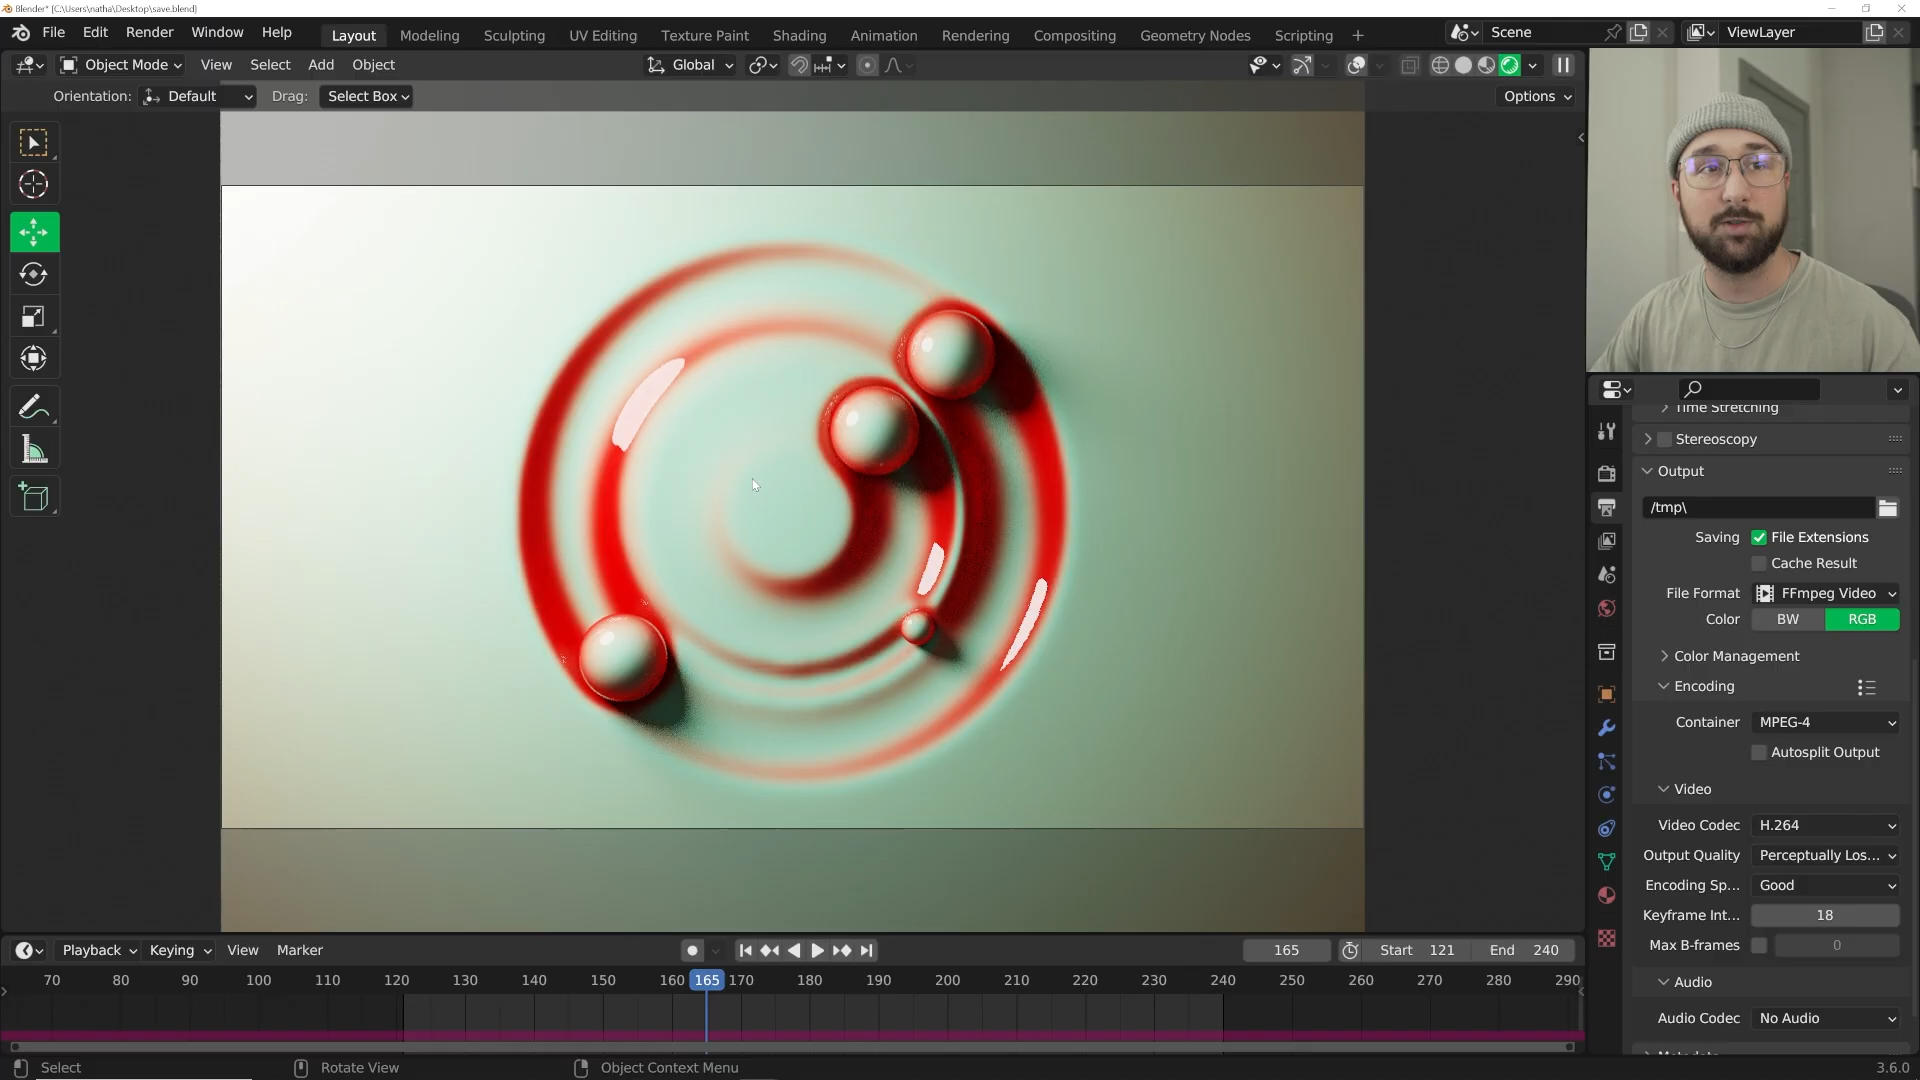 Blender* [C:\Users\natha\Desktop\save.blend]
File Edit Render Window Help Layout Modeling Sculpting UV Editing Texture Paint Shading Animation Rendering Compositing Geometry Nodes Scripting + Scene ViewLayer
Object Mode View Select Add Object Global
Orientation: Default Drag: Select Box Options
Time Stretching
Stereoscopy
Output
/tmp\
Saving File Extensions
Cache Result
File Format FFmpeg Video
Color BW RGB
Color Management
Encoding
Container MPEG-4
Autosplit Output
Video
Video Codec H.264
Output Quality Perceptually Los...
Encoding Sp... Good
Keyframe Int... 18
Max B-frames 0
Audio
Audio Codec No Audio
Playback Keying View Marker 165 Start 121 End 240
70 80 90 100 110 120 130 140 150 160 165 170 180 190 200 210 220 230 240 250 260 270 280 290
Select Rotate View Object Context Menu 3.6.0